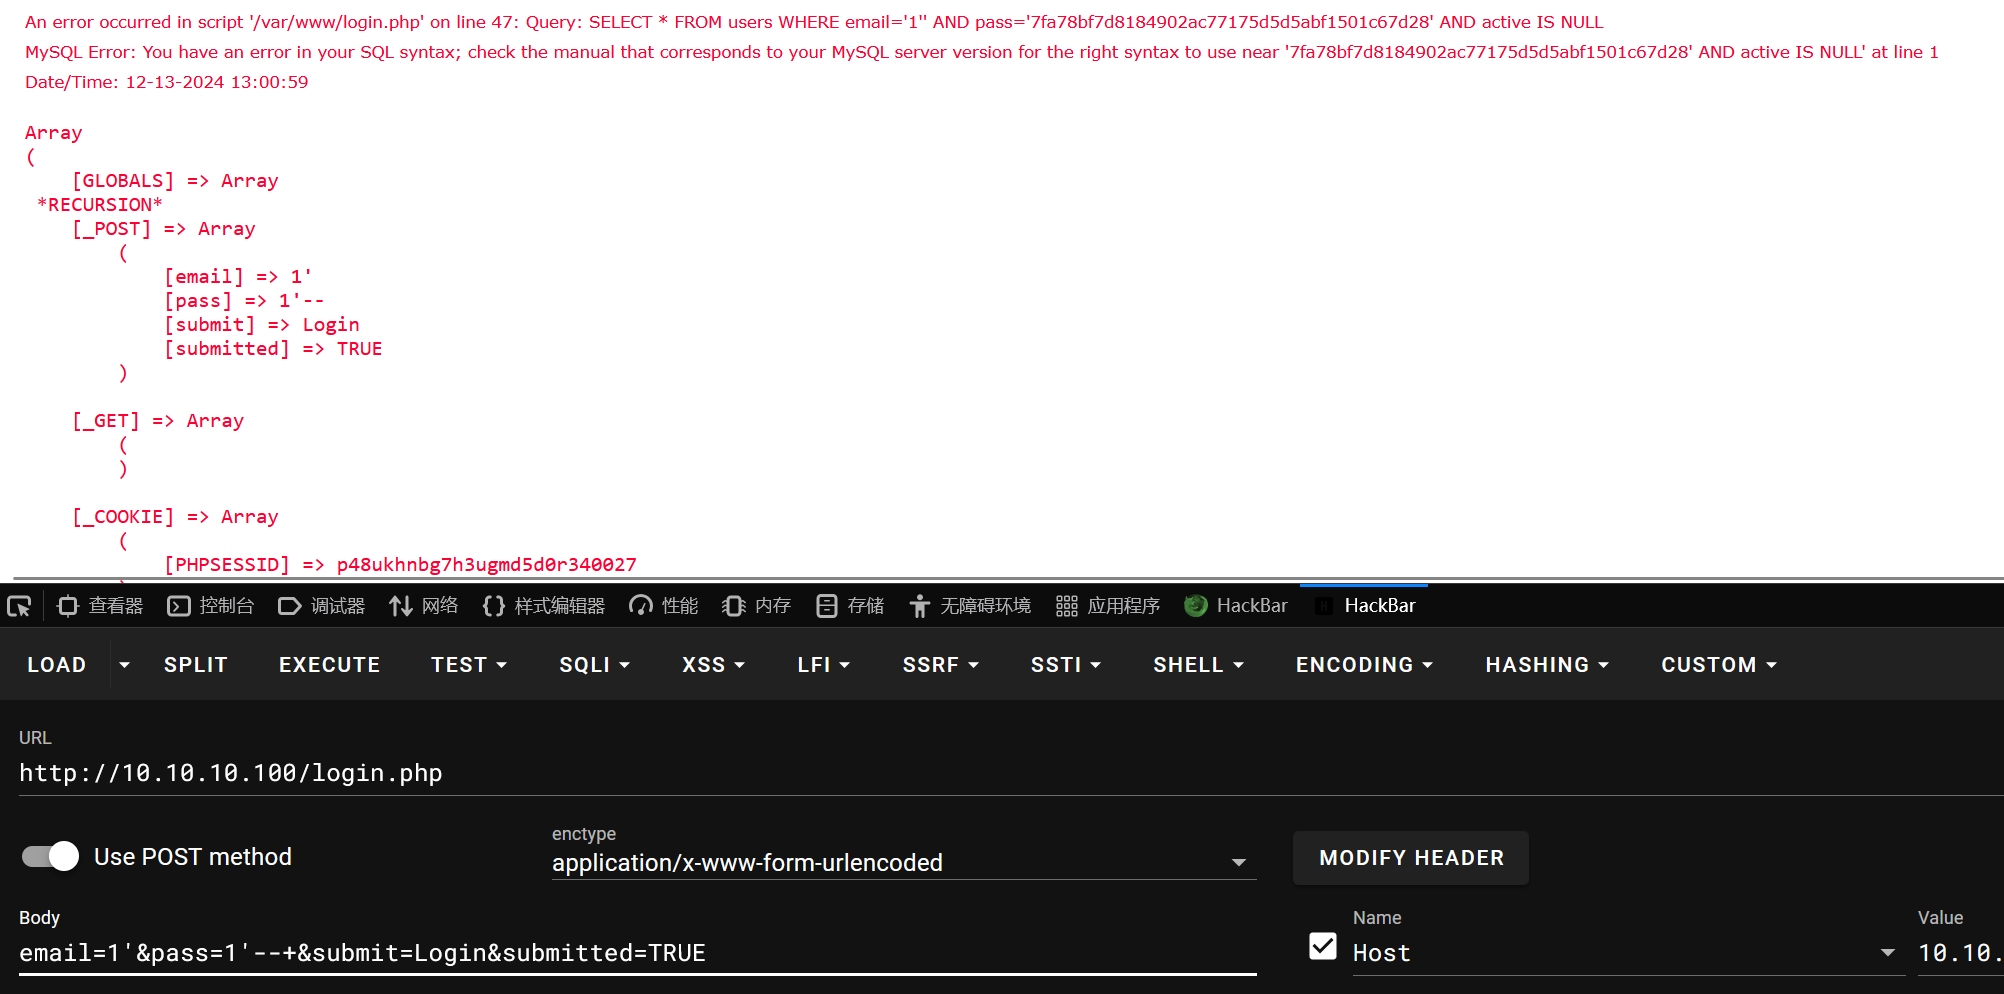 An error occurred in script '/var/www/login.php' on line 47: Query: SELECT * FROM users WHERE email='1'' AND pass='7fa78bf7d8184902ac77175d5d5abf1501c67d28' AND active IS NULL
MySQL Error: You have an error in your SQL syntax; check the manual that corresponds to your MySQL server version for the right syntax to use near '7fa78bf7d8184902ac77175d5d5abf1501c67d28' AND active IS NULL' at line 1
Date/Time: 12-13-2024 13:00:59
Array
(
[GLOBALS] => Array
*RECURSION*
[_POST] => Array
(
[email] => 1'
[pass] => 1'--
[submit] => Login
[submitted] => TRUE
)
[_GET] => Array
(
)
[_COOKIE] => Array
(
[PHPSESSID] => p48ukhnbg7h3ugmd5d0r340027
查看器 控制台 调试器 网络 {} 样式编辑器 性能 内存 存储 无障碍环境 应用程序 HackBar HackBar
LOAD SPLIT EXECUTE TEST SQLI XSS LFI SSRF SSTI SHELL ENCODING HASHING CUSTOM
URL
http://10.10.10.100/login.php
Use POST method
enctype
application/x-www-form-urlencoded
MODIFY HEADER
Body
email=1'&pass=1'--+&submit=Login&submitted=TRUE
Name
Host
Value
10.10.